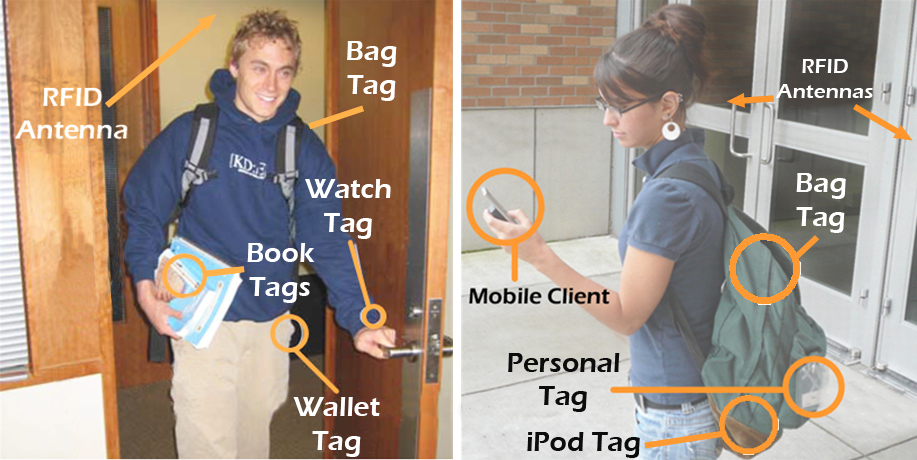 RFID
Antenna
Bag
Tag
[KD:
Watch
Tag
Book
Tags
Wallet
Tag
RFID
Antennas
Bag
Tag
Mobile Client
Personal
Tag
iPod Tag